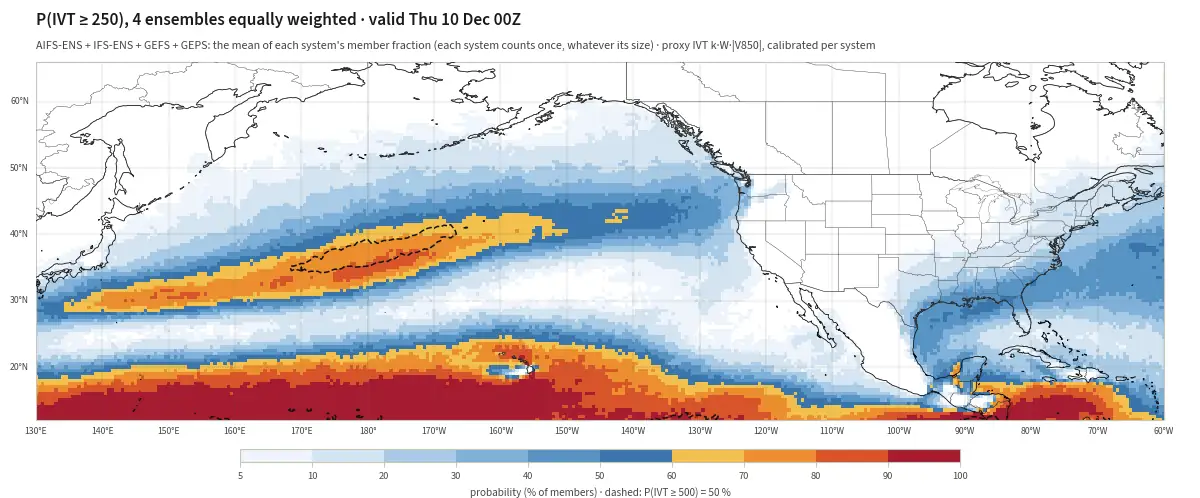 P(IVT ≥ 250), 4 ensembles equally weighted · valid Thu 10 Dec 00Z
AIFS-ENS + IFS-ENS + GEFS + GEPS: the mean of each system's member fraction (each system counts once, whatever its size) · proxy IVT k·W·|V850|, calibrated per system
60°N
50°N
40°N
30°N
20°N
130°E 140°E 150°E 160°E 170°E 180° 170°W 160°W 150°W 140°W 130°W 120°W 110°W 100°W 90°W 80°W 70°W 60°W
5 10 20 30 40 50 60 70 80 90 100
probability (% of members) · dashed: P(IVT ≥ 500) = 50 %